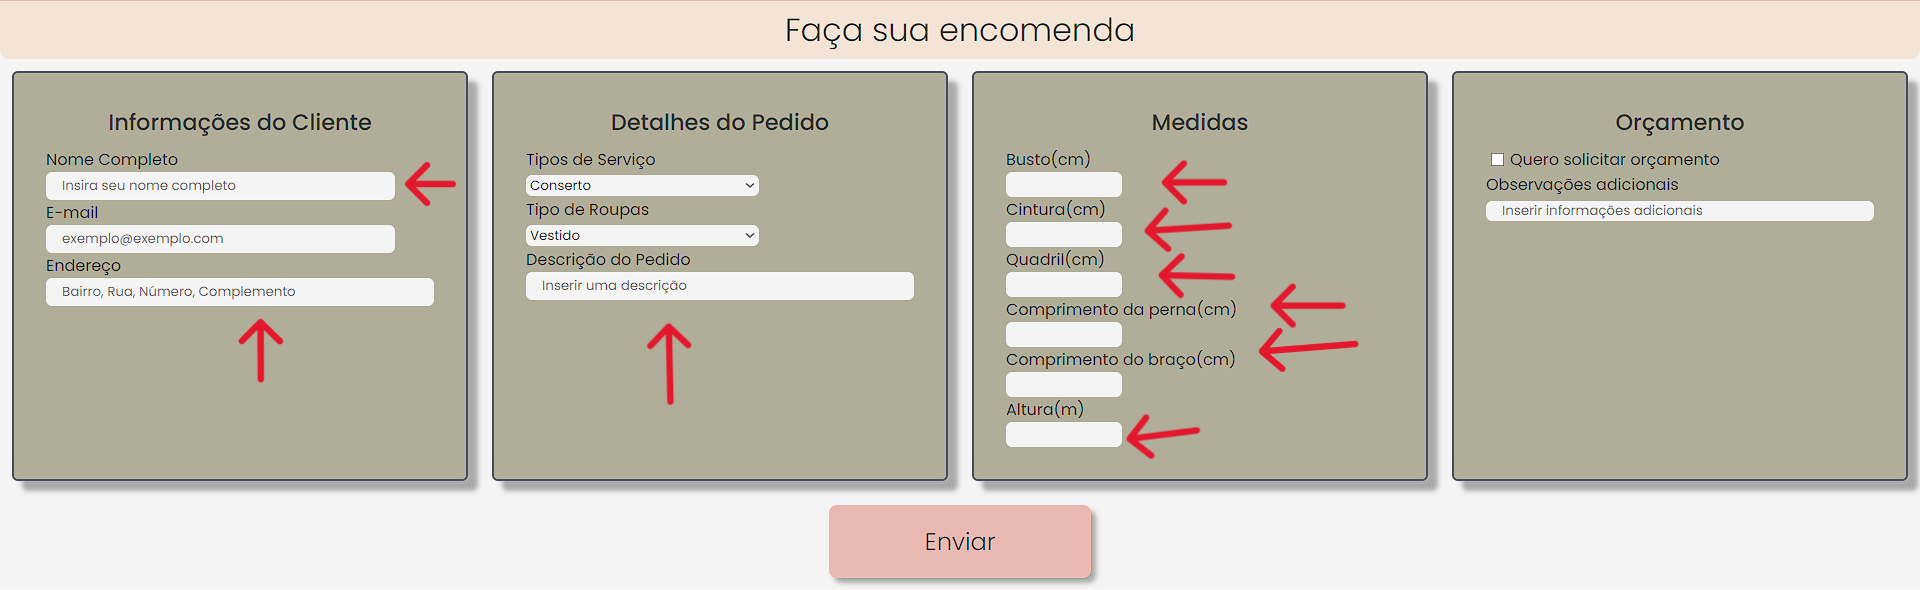 Faça sua encomenda
Informações do Cliente
Nome Completo
Insira seu nome completo
E-mail
exemplo@exemplo.com
Endereço
Bairro, Rua, Número, Complemento
Detalhes do Pedido
Tipos de Serviço
Conserto
Tipo de Roupas
Vestido
Descrição do Pedido
Inserir uma descrição
Medidas
Busto(cm)
Cintura(cm)
Quadril(cm)
Comprimento da perna(cm)
Comprimento do braço(cm)
Altura(m)
Orçamento
Quero solicitar orçamento
Observações adicionais
Inserir informações adicionais
Enviar